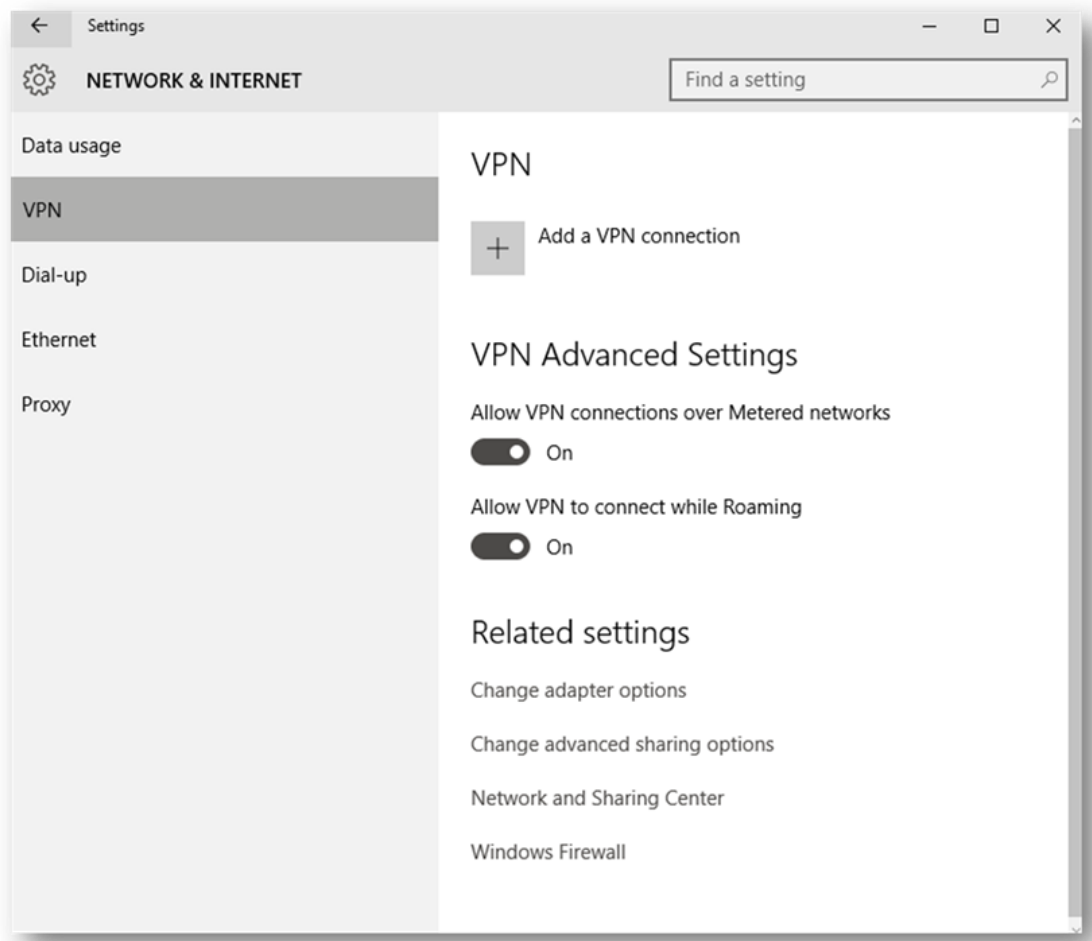 Settings
NETWORK & INTERNET
Find a setting
Data usage
VPN
Dial-up
Ethernet
Proxy
VPN
Add a VPN connection
VPN Advanced Settings
Allow VPN connections over Metered networks
On
Allow VPN to connect while Roaming
On
Related settings
Change adapter options
Change advanced sharing options
Network and Sharing Center
Windows Firewall